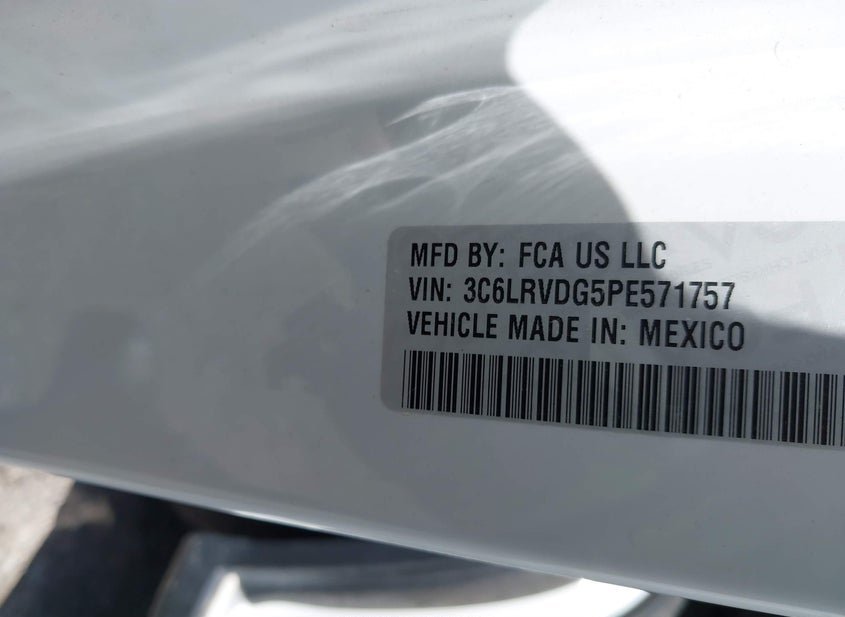 MFD BY: FCA US LLC
VIN: 3C6LRVDG5PE571757
VEHICLE MADE IN: MEXICO